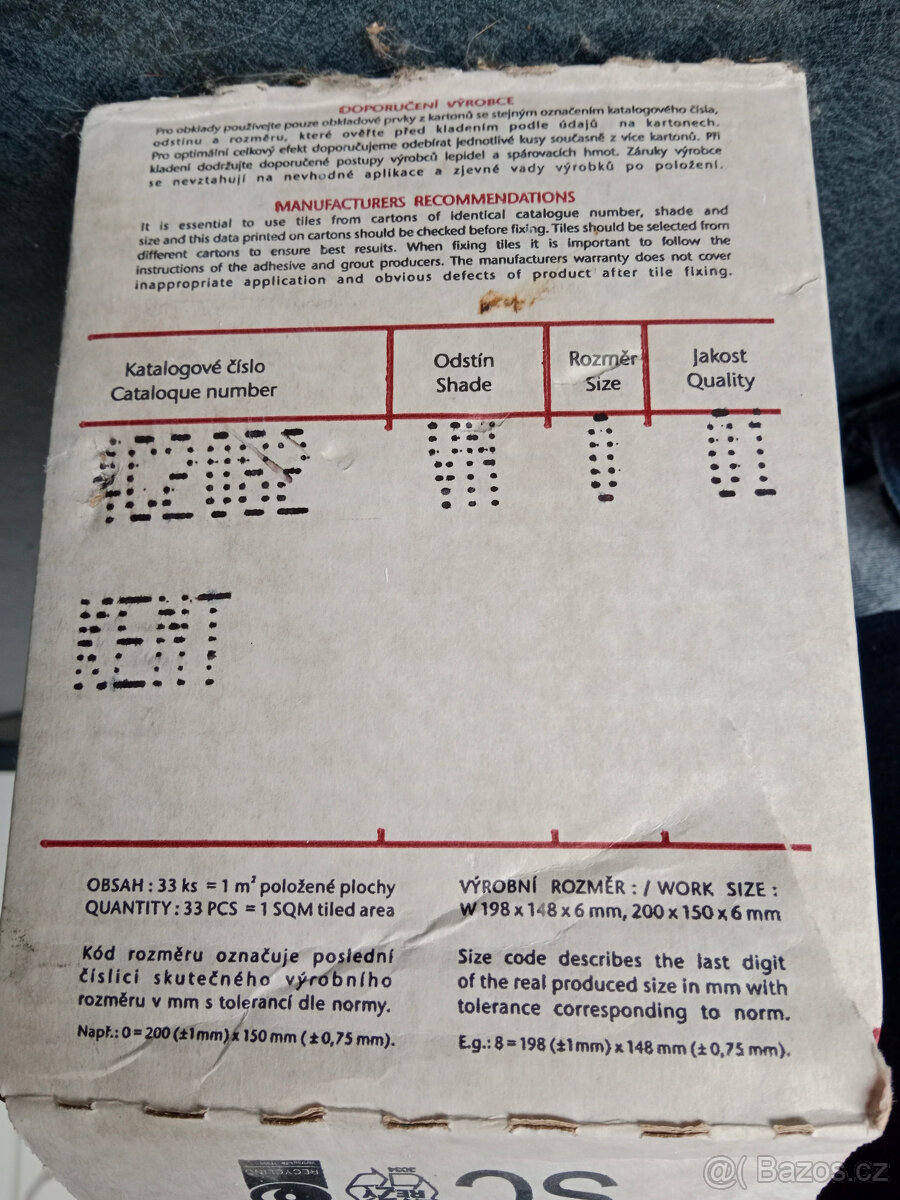 DOPORUČENÍ VÝROBCE
Pro obklady používejte pouze obkladové prvky z kartonů se stejným označením katalogového čísla,
odstínu a rozměru, které ověřte před kladením podle údajů na kartonech.
Pro optimální celkový efekt doporučujeme odebírat jednotlivé kusy současně z více kartonů. Při
kladení dodržujte doporučené postupy výrobců lepidel a spárovacích hmot. Záruky výrobce
se nevztahují na nevhodné aplikace a zjevné vady výrobků po položení.
MANUFACTURERS RECOMMENDATIONS
It is essential to use tiles from cartons of identical catalogue number, shade and
size and this data printed on cartons should be checked before fixing. Tiles should be selected from
different cartons to ensure best results. When fixing tiles it is important to follow the
instructions of the adhesive and grout producers. The manufacturers warranty does not cover
inappropriate application and obvious defects of product after tile fixing.
Katalogové číslo Odstín Rozměr Jakost
Cataloque number Shade Size Quality
0 01
KENT
OBSAH : 33 ks = 1 m² položené plochy
QUANTITY : 33 PCS = 1 SQM tiled area
Kód rozměru označuje poslední
číslicí skutečného výrobního
rozměru v mm s tolerancí dle normy.
Např.: 0 = 200 (±1mm) x 150 mm ( ±0,75 mm).
VÝROBNÍ ROZMĚR : / WORK SIZE :
W 198 x 148 x 6 mm, 200 x 150 x 6 mm
Size code describes the last digit
of the real produced size in mm with
tolerance corresponding to norm.
E.g.: 8 = 198 (±1mm) x 148 mm (±0,75 mm).
RECYCLING
3034
REZY
SC
@ Bazos.cz